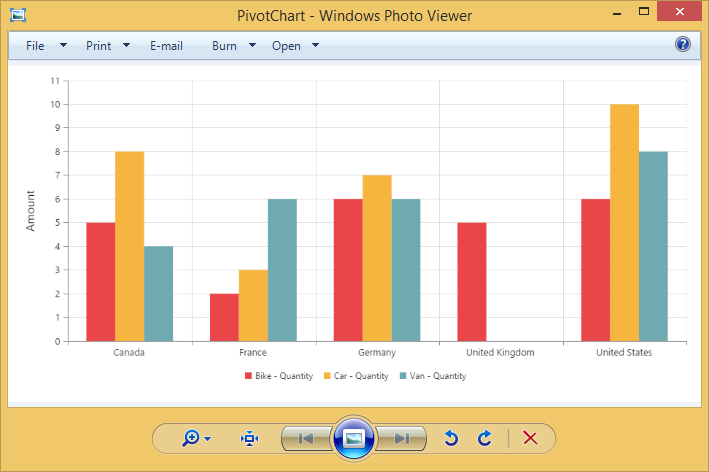 PivotChart - Windows Photo Viewer
File Print E-mail Burn Open ?
11
10
9
8
7
6
5
4
3
2
1
0
Amount
Canada France Germany United Kingdom United States
Bike - Quantity Car - Quantity Van - Quantity